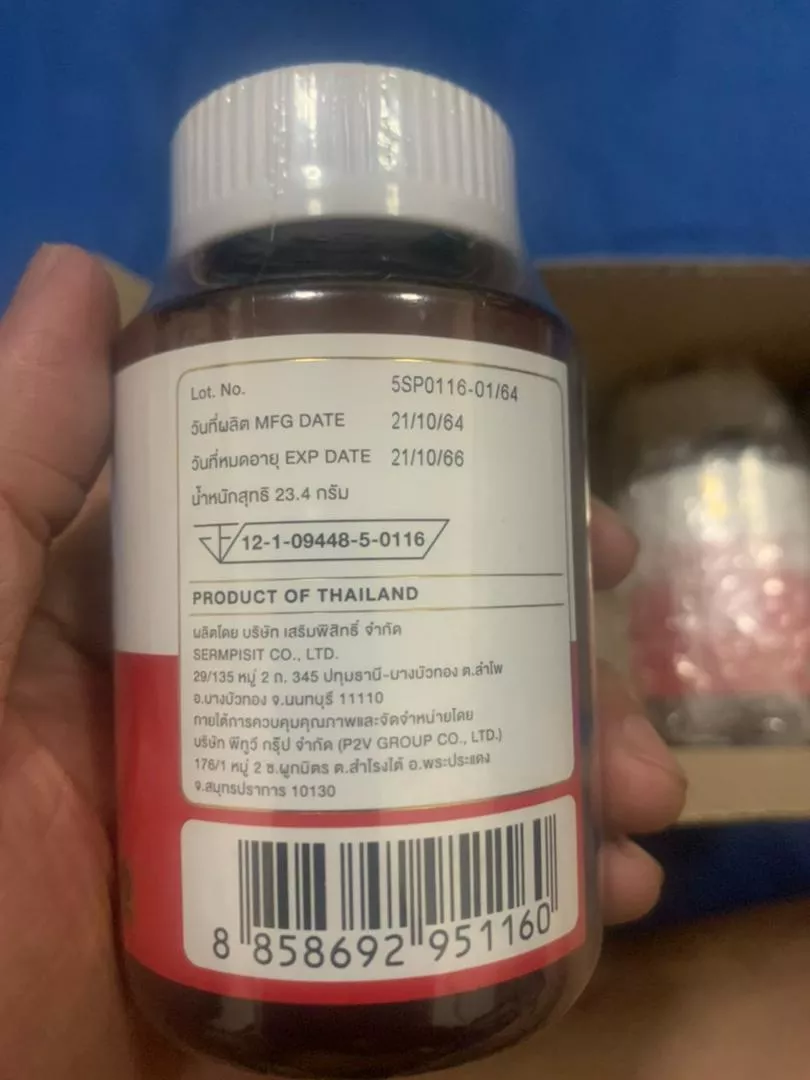 Lot. No. 5SP0116-01/64
วันที่ผลิต MFG DATE 21/10/64
วันที่หมดอายุ EXP DATE 21/10/66
น้ำหนักสุทธิ 23.4 กรัม
12-1-09448-5-0116
PRODUCT OF THAILAND
ผลิตโดย บริษัท เสริมพิสิทธิ์ จำกัด
SERMPISIT CO., LTD.
29/135 หมู่ 2 ถ. 345 ปทุมธานี-บางบัวทอง ต.ลำโพ
อ.บางบัวทอง จ.นนทบุรี 11110
ภายใต้การควบคุมคุณภาพและจัดจำหน่ายโดย
บริษัท พีทูวี กรุ๊ป จำกัด (P2V GROUP CO., LTD.)
176/1 หมู่ 2 ซ.ผูกมิตร ต.สำโรงใต้ อ.พระประแดง
จ.สมุทรปราการ 10130
8 858692 951160